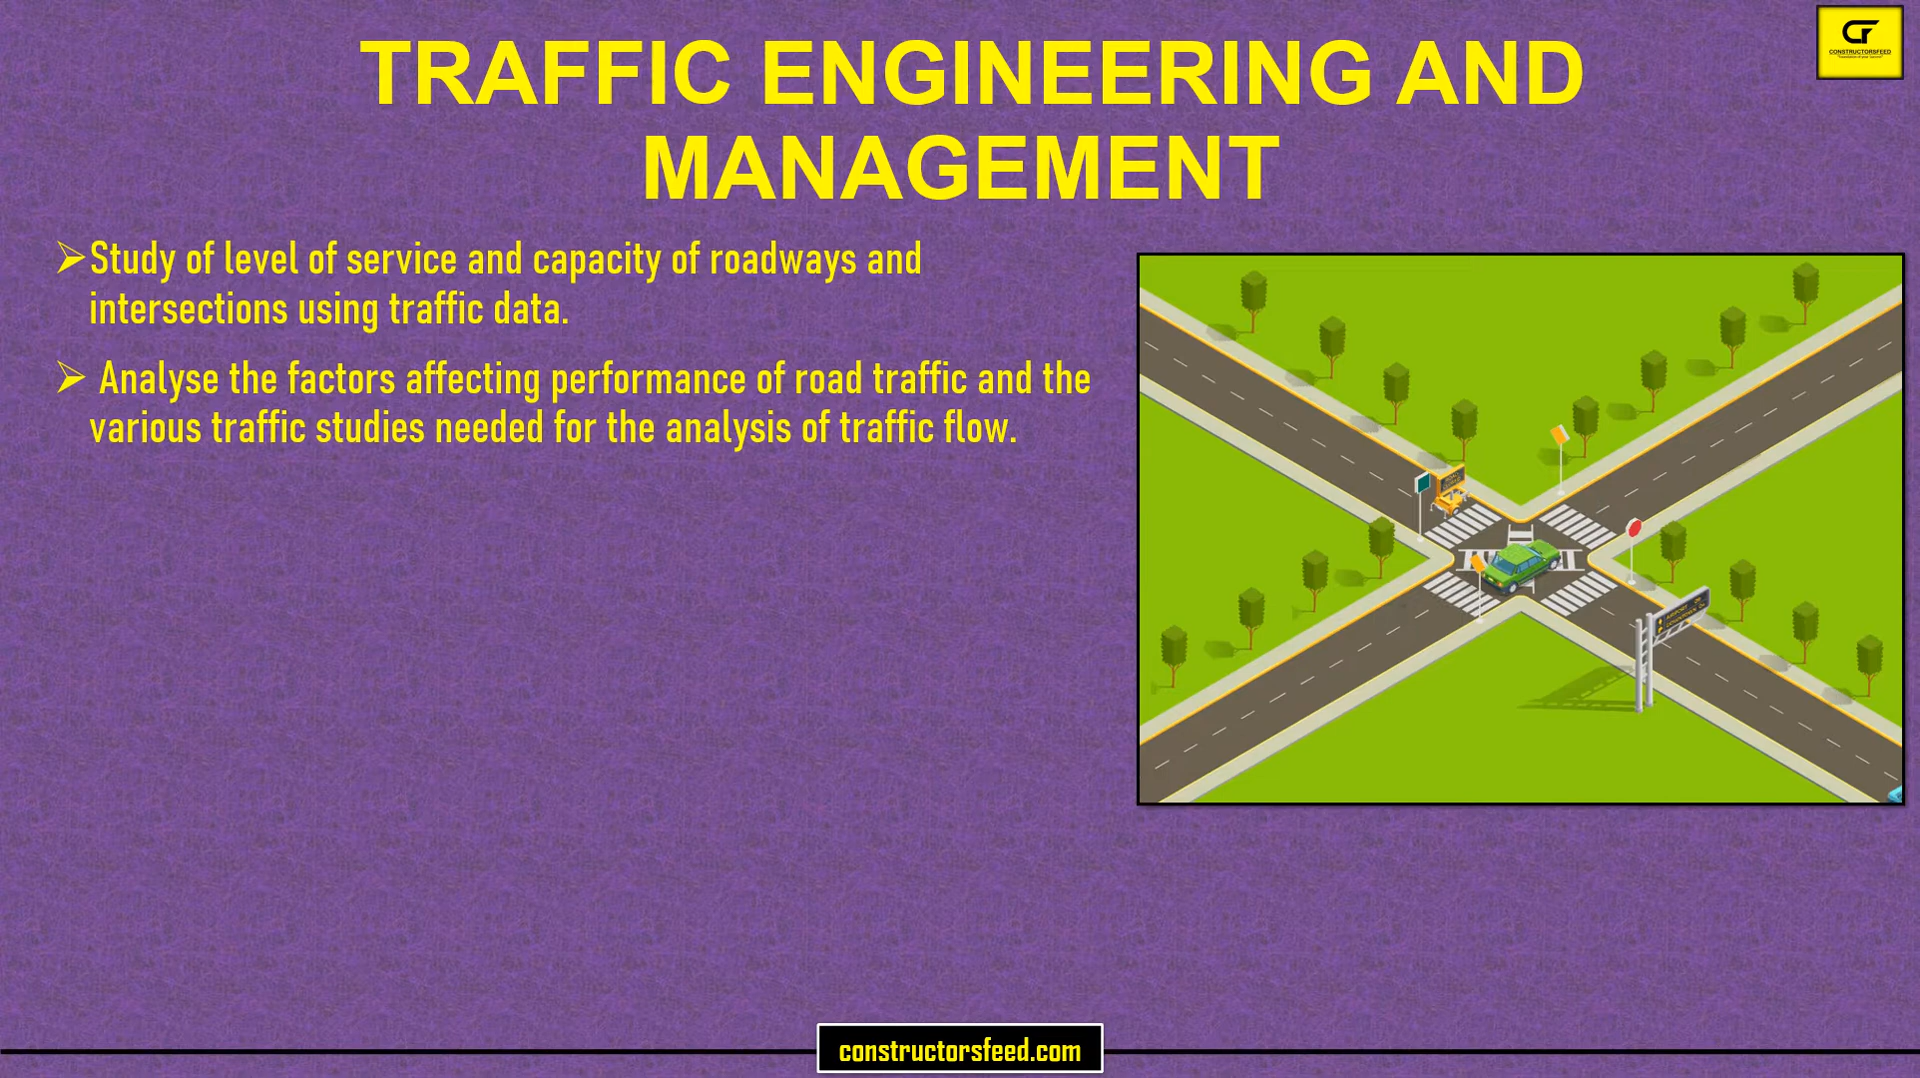 CONSTRUCTORSFEED
TRAFFIC ENGINEERING AND
MANAGEMENT
➢Study of level of service and capacity of roadways and
intersections using traffic data.
➢ Analyse the factors affecting performance of road traffic and the
various traffic studies needed for the analysis of traffic flow.
constructorsfeed.com